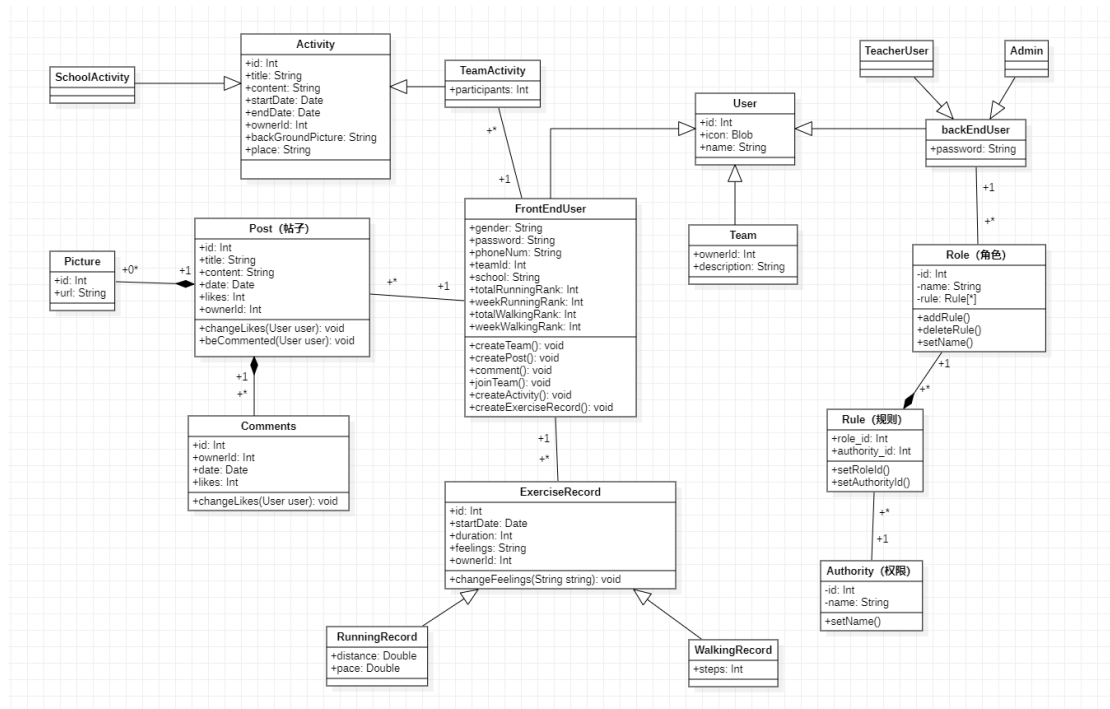 Activity
+id: Int
+title: String
+content: String
+startDate: Date
+endDate: Date
+ownerId: Int
+backGroundPicture: String
+place: String
SchoolActivity
TeamActivity
+participants: Int
TeacherUser
Admin
User
+id: Int
+icon: Blob
+name: String
backEndUser
+password: String
+*
+1
+1
+*
FrontEndUser
+gender: String
+password: String
+phoneNum: String
+teamId: Int
+school: String
+totalRunningRank: Int
+weekRunningRank: Int
+totalWalkingRank: Int
+weekWalkingRank: Int
+createTeam(): void
+createPost(): void
+comment(): void
+joinTeam(): void
+createActivity(): void
+createExerciseRecord(): void
Team
+ownerId: Int
+description: String
Post（帖子）
+id: Int
+title: String
+content: String
+date: Date
+likes: Int
+ownerId: Int
+changeLikes(User user): void
+beCommented(User user): void
Picture
+id: Int
+url: String
+0*
+1
+*
+1
Role（角色）
-id: Int
-name: String
-rule: Rule[*]
+addRule()
+deleteRule()
+setName()
+1
+*
+1
+*
Comments
+id: Int
+ownerId: Int
+date: Date
+likes: Int
+changeLikes(User user): void
Rule（规则）
+role_id: Int
+authority_id: Int
+setRoleId()
+setAuthorityId()
+1
+*
ExerciseRecord
+id: Int
+startDate: Date
+duration: Int
+feelings: String
+ownerId: Int
+changeFeelings(String string): void
+*
+1
Authority（权限）
-id: Int
-name: String
+setName()
RunningRecord
+distance: Double
+pace: Double
WalkingRecord
+steps: Int